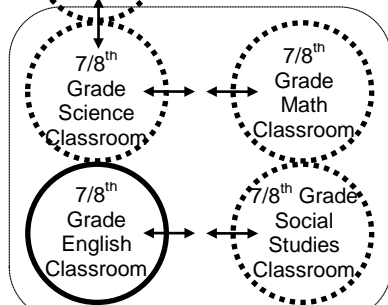 7/8th
Grade
Science
Classroom
7/8th
Grade
Math
Classroom
7/8th
Grade
English
Classroom
7/8th Grade
Social
Studies
Classroom